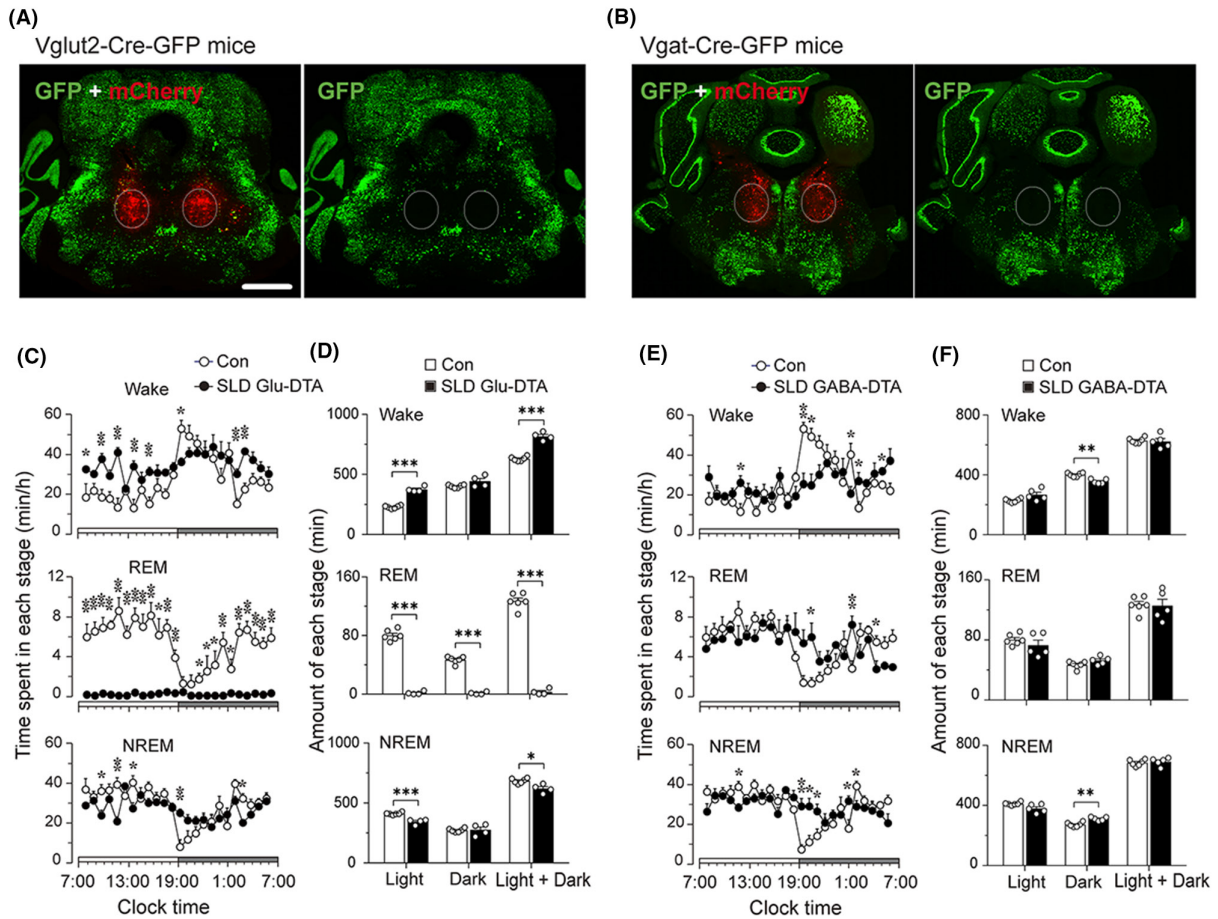 (A)
Vglut2-Cre-GFP mice
GFP + mCherry
GFP
(B)
Vgat-Cre-GFP mice
GFP + mCherry
GFP
(C)
Con
SLD Glu-DTA
Time spent in each stage (min/h)
Wake
60
40
20
0
* ** ** ** ** * ** **
REM
12
8
4
0
NREM
60
40
20
0
* ** * ** *
7:00 13:00 19:00 1:00 7:00
Clock time
(D)
Con
SLD Glu-DTA
Amount of each stage (min)
Wake
1000
500
0
*** ***
REM
160
80
0
*** *** ***
NREM
1000
500
0
*** *
Light Dark Light + Dark
(E)
Con
SLD GABA-DTA
Time spent in each stage (min/h)
Wake
60
40
20
0
* ** * * * *
REM
12
8
6
4
0
* ** *
NREM
60
40
20
0
* ** * * * *
7:00 13:00 19:00 1:00 7:00
Clock time
(F)
Con
SLD GABA-DTA
Amount of each stage (min)
Wake
800
400
0
**
REM
160
80
0
NREM
800
400
0
**
Light Dark Light + Dark